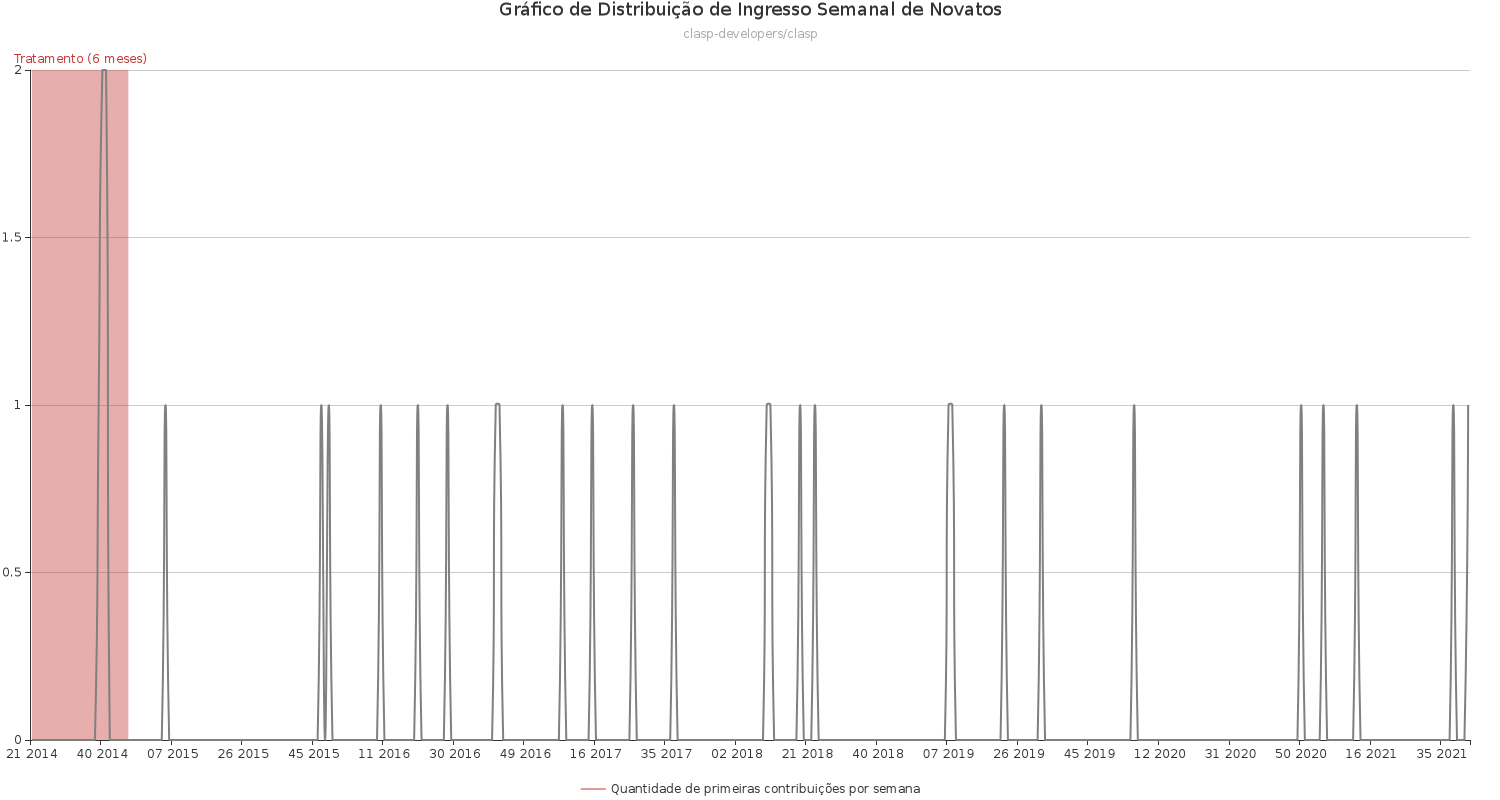 Gráfico de Distribuição de Ingresso Semanal de Novatos
clasp-developers/clasp
Tratamento (6 meses)
2
1.5
1
0.5
0
21 2014 40 2014 07 2015 26 2015 45 2015 11 2016 30 2016 49 2016 16 2017 35 2017 02 2018 21 2018 40 2018 07 2019 26 2019 45 2019 12 2020 31 2020 50 2020 16 2021 35 2021
Quantidade de primeiras contribuições por semana